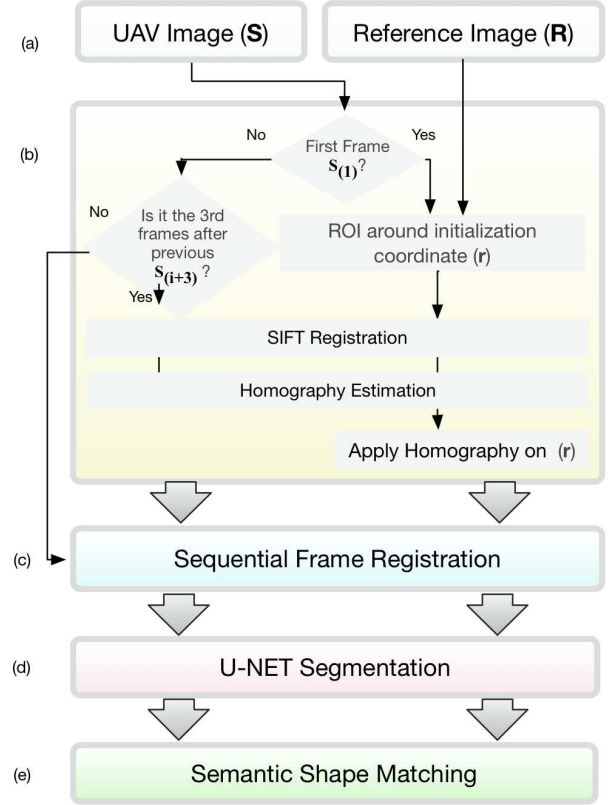 (a)
UAV Image (S)
Reference Image (R)
(b)
No
First Frame
S(1)?
Yes
No
Is it the 3rd
frames after
previous
S(i+3) ?
Yes
ROI around initialization
coordinate (r)
SIFT Registration
Homography Estimation
Apply Homography on (r)
(c)
Sequential Frame Registration
(d)
U-NET Segmentation
(e)
Semantic Shape Matching